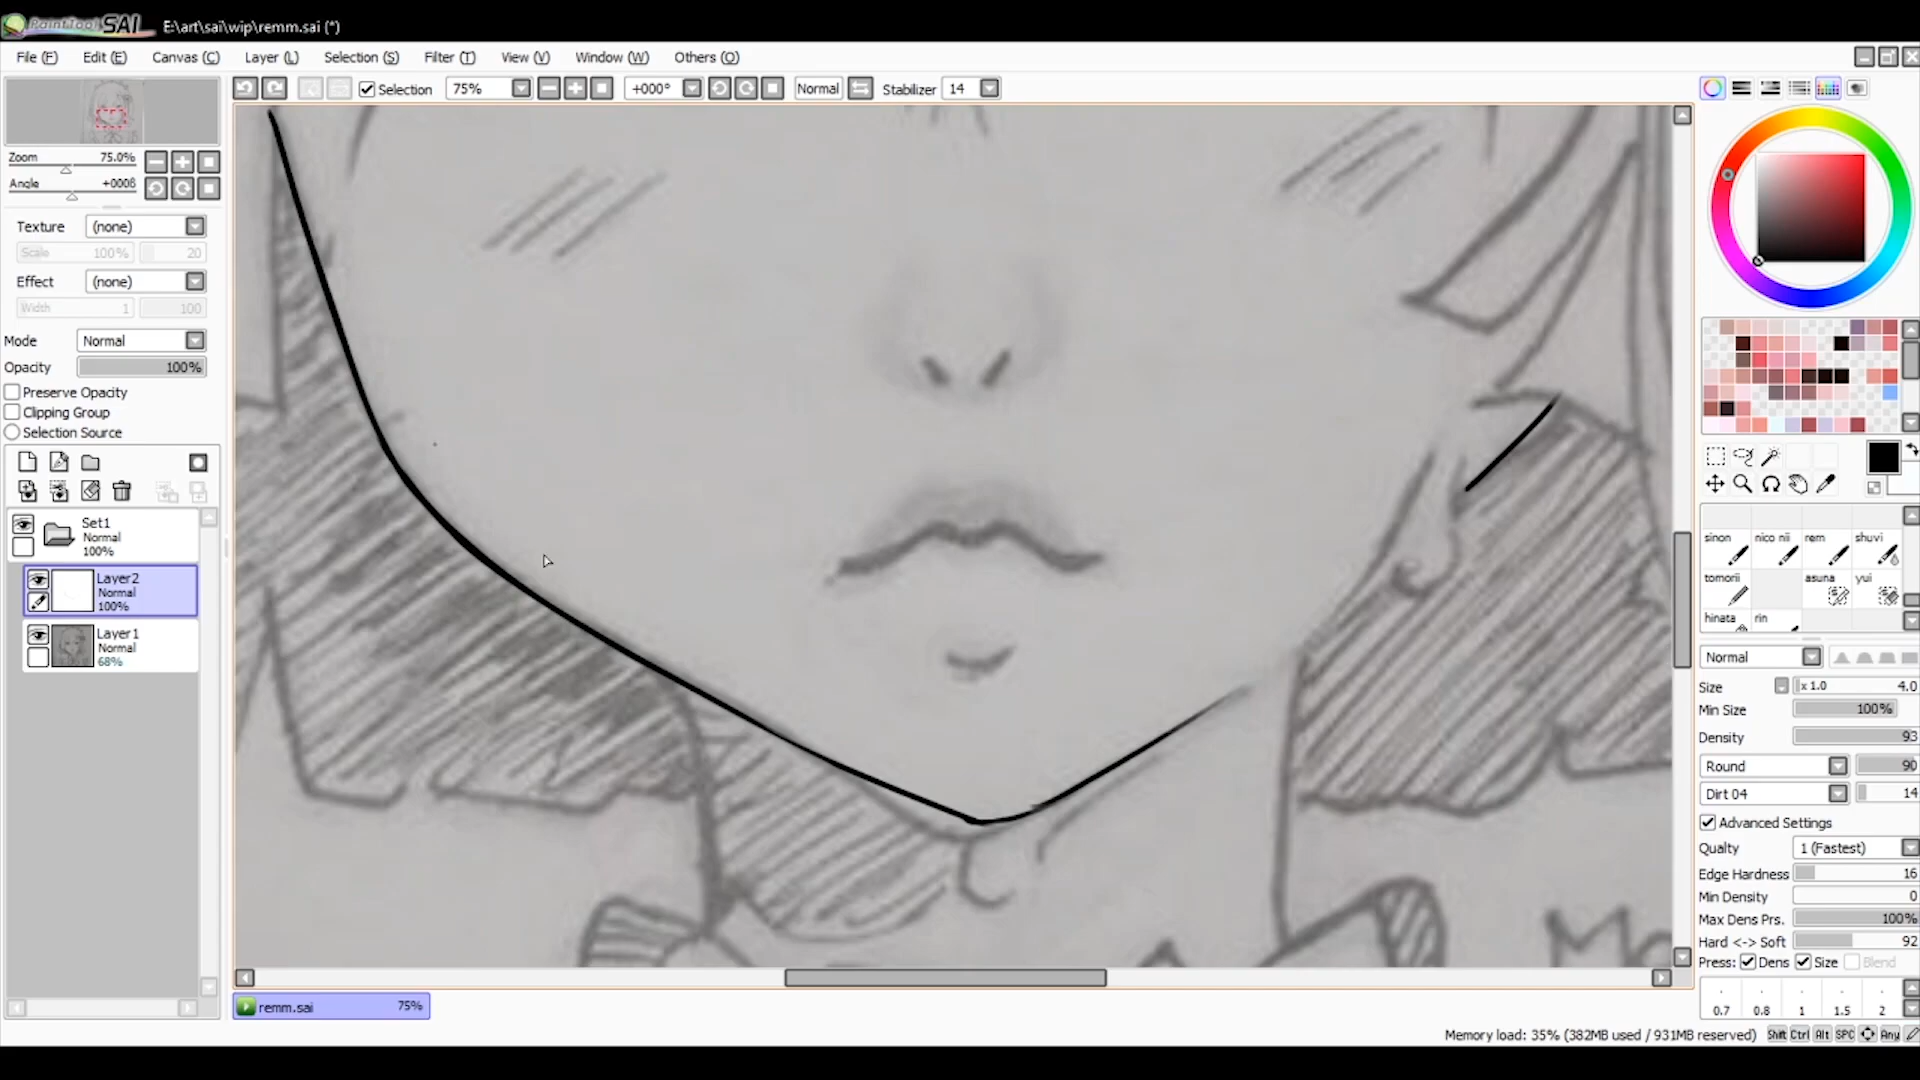 PaintTool SAI E:\art\sai\wip\remm.sai (*)
File (F) Edit (E) Canvas (C) Layer (L) Selection (S) Filter (T) View (V) Window (W) Others (O)
Selection 75% +000° Normal Stabilizer 14
Zoom 75.0%
Angle +0008
Texture (none)
Scale 100% 20
Effect (none)
Width 1 100
Mode Normal
Opacity 100%
Preserve Opacity
Clipping Group
Selection Source
Set1
Normal
100%
Layer2
Normal
100%
Layer1
Normal
68%
sinon nico nii rem shuvi
tomorii asuna yui
hinata rin
Normal
Size x 1.0 4.0
Min Size 100%
Density 93
Round 90
Dirt 04 14
Advanced Settings
Qualty 1 (Fastest)
Edge Hardness 16
Min Density 0
Max Dens Prs. 100%
Hard <-> Soft 92
Press: Dens Size Blend
0.7 0.8 1 1.5 2
remm.sai 75%
Memory load: 35% (382MB used / 931MB reserved) Shift Ctrl Alt SPC Any